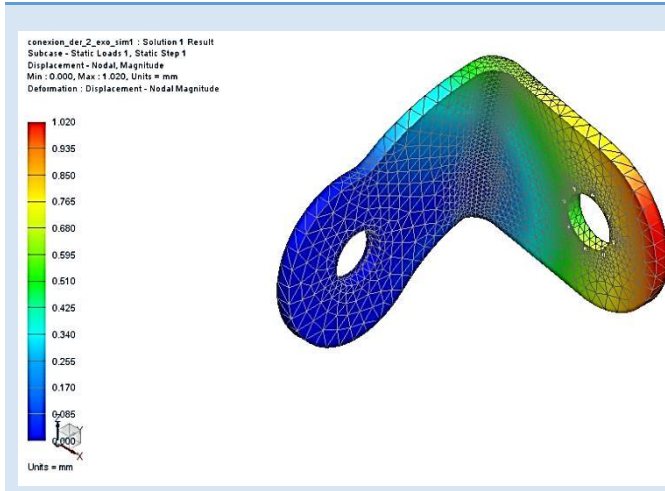 conexion_der_2_exo_sim1 : Solution 1 Result
Subcase - Static Loads 1, Static Step 1
Displacement - Nodal, Magnitude
Min : 0.000, Max : 1.020, Units = mm
Deformation : Displacement - Nodal Magnitude
1.020
0.935
0.850
0.765
0.680
0.595
0.510
0.425
0.340
0.255
0.170
0.085
0.000
Z
Y
X
Units = mm